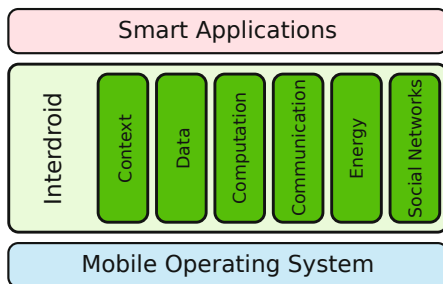 Smart Applications
Interdroid
Context
Data
Computation
Communication
Energy
Social Networks
Mobile Operating System